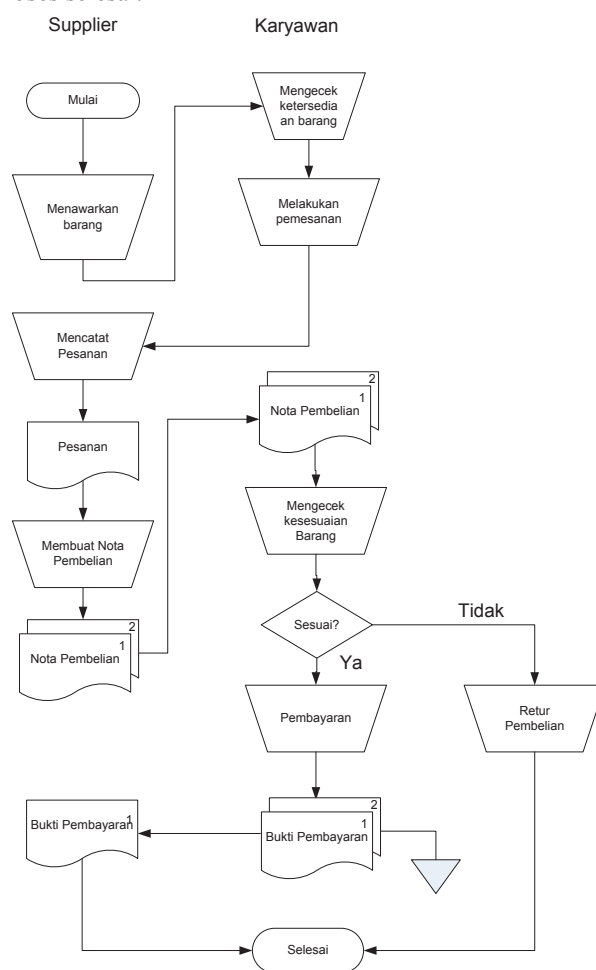 Supplier
Karyawan
Mulai
Mengecek
ketersedia
an barang
Menawarkan
barang
Melakukan
pemesanan
Mencatat
Pesanan
Pesanan
2
1
Nota Pembelian
Mengecek
kesesuaian
Barang
Membuat Nota
Pembelian
2
1
Nota Pembelian
Sesuai?
Tidak
Ya
Pembayaran
Retur
Pembelian
1
Bukti Pembayaran
2
1
Bukti Pembayaran
Selesai